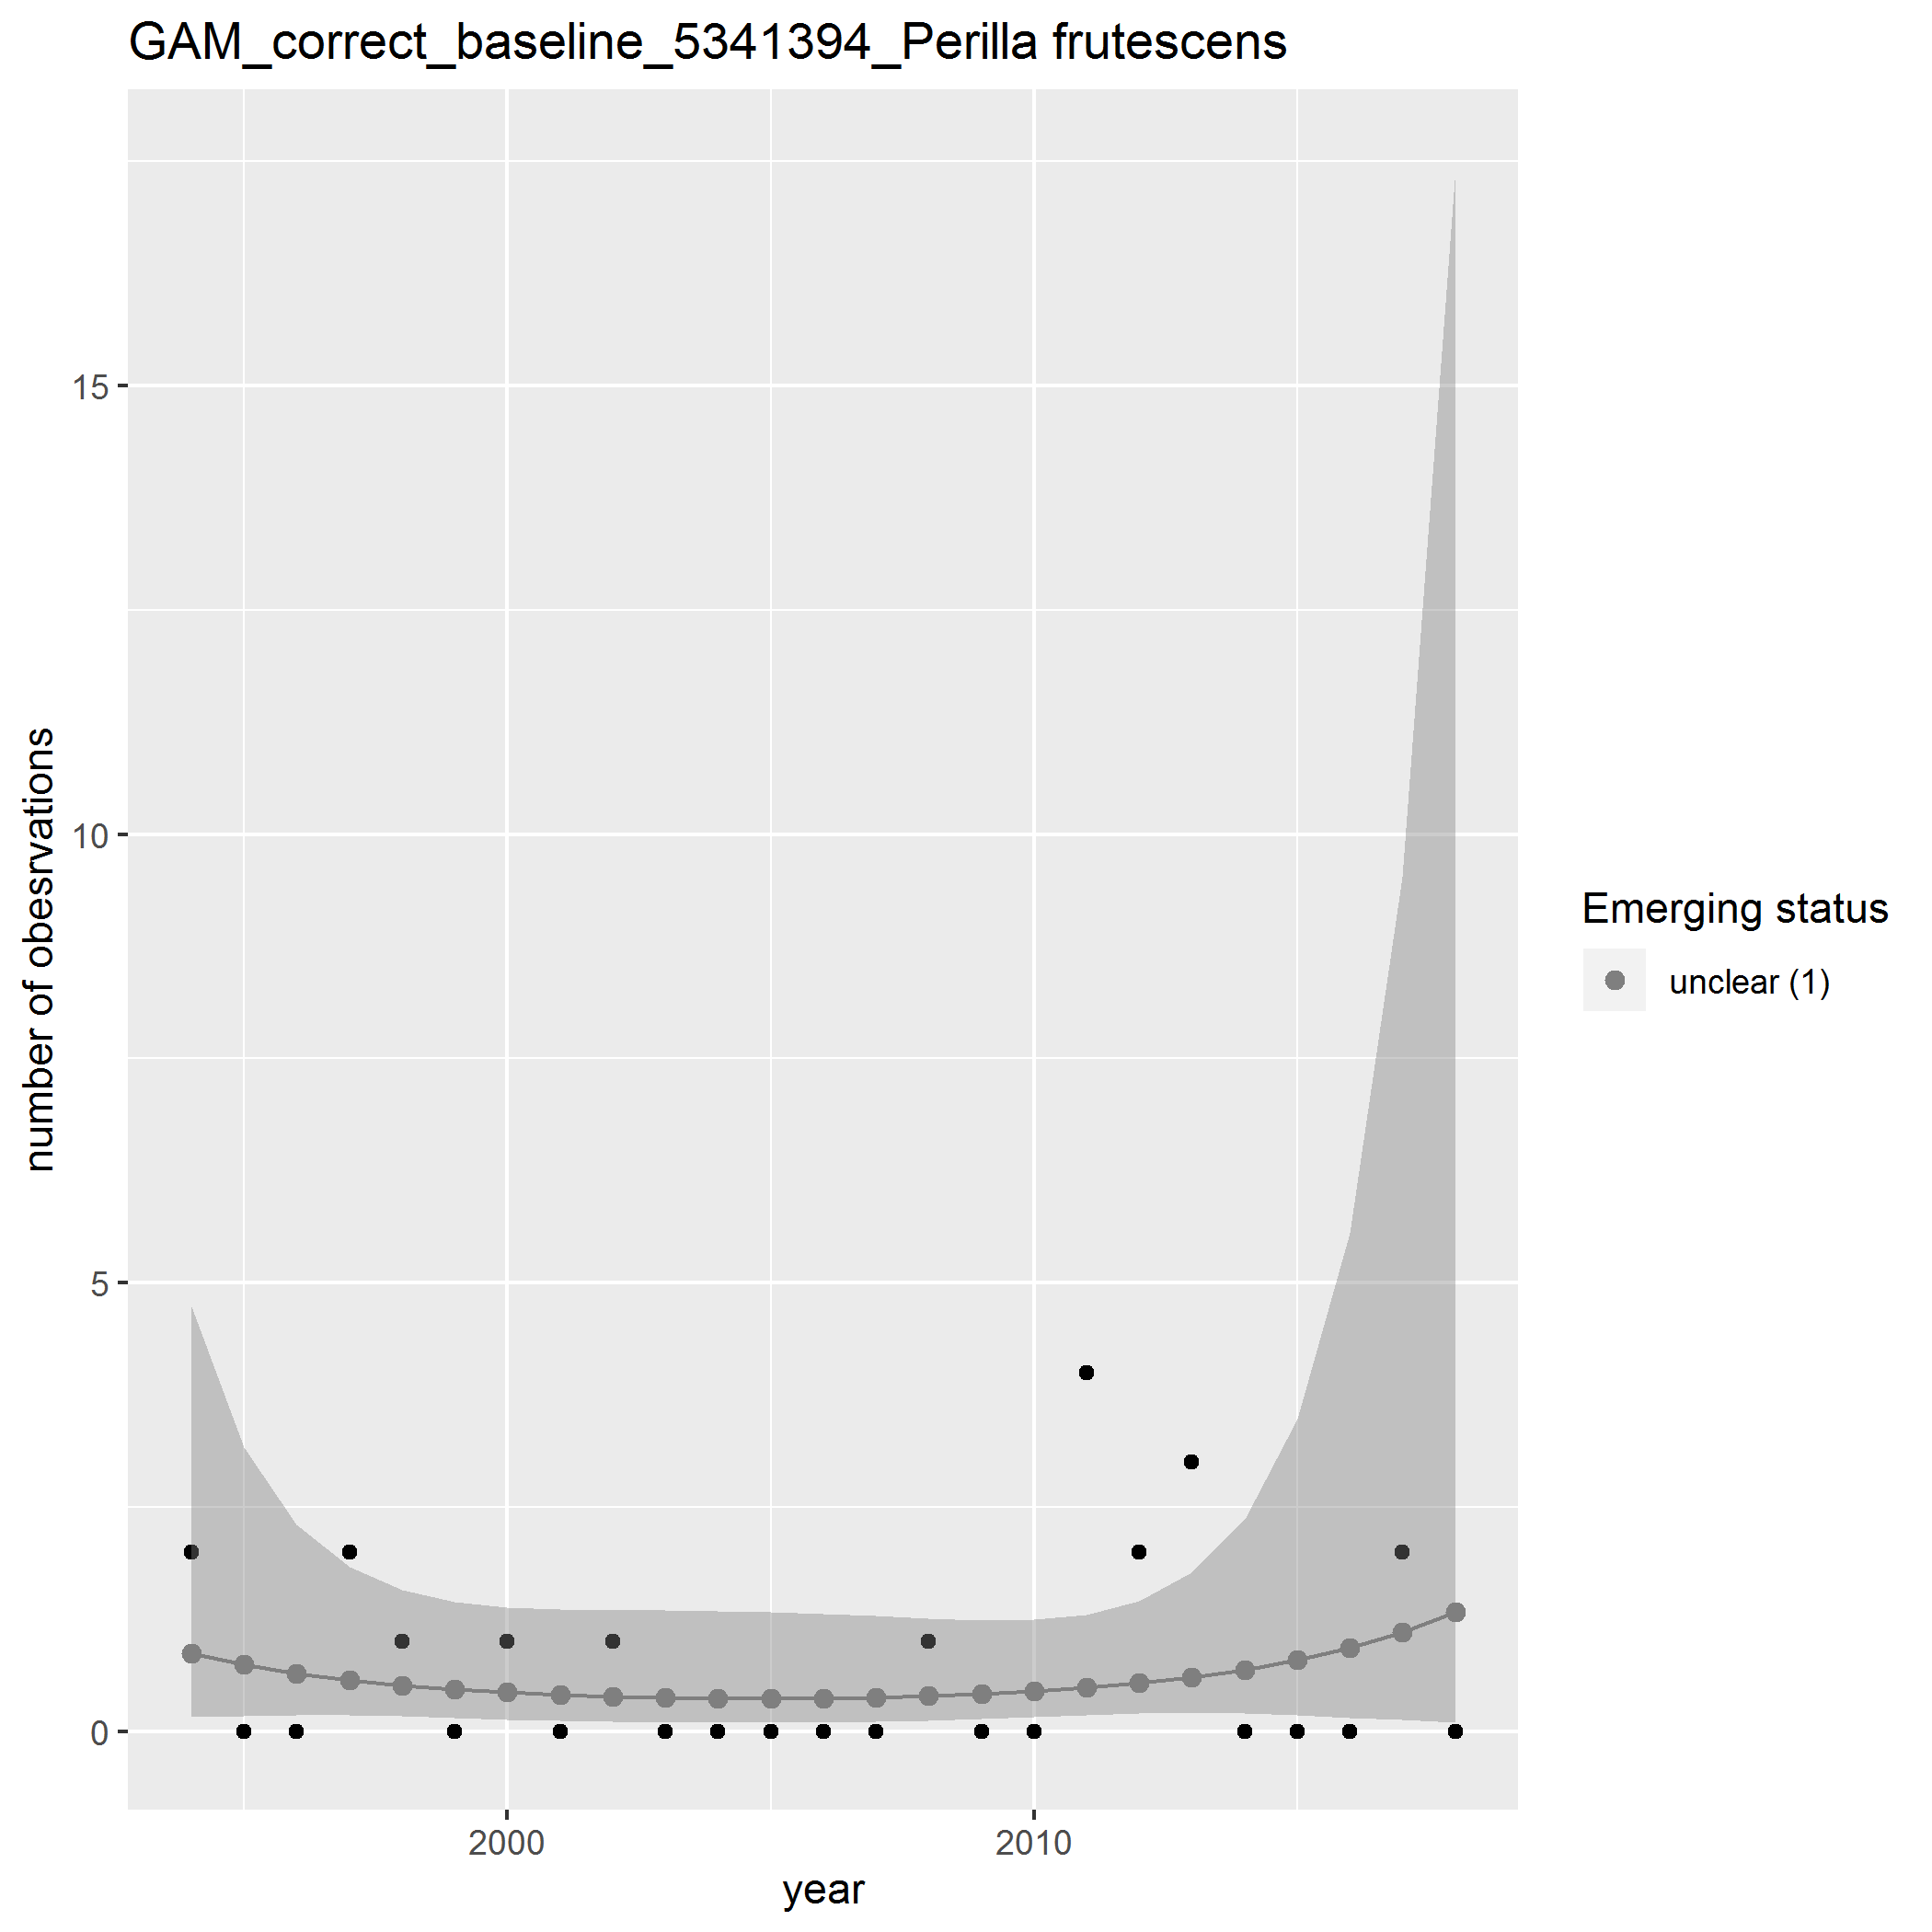 GAM_correct_baseline_5341394_Perilla frutescens
15
10
5
0
number of obesrvations
2000
2010
year
Emerging status
unclear (1)